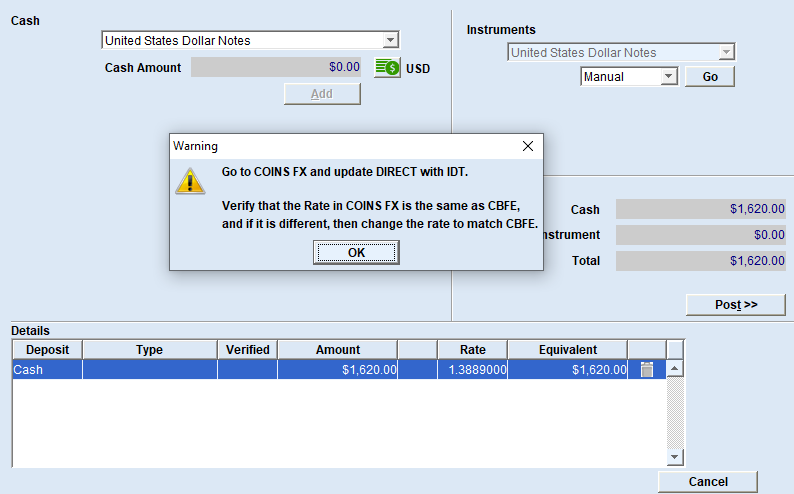 Cash
United States Dollar Notes
Cash Amount $0.00 USD
Add
Instruments
United States Dollar Notes
Manual Go
Warning
Go to COINS FX and update DIRECT with IDT.
Verify that the Rate in COINS FX is the same as CBFE,
and if it is different, then change the rate to match CBFE.
OK
Cash $1,620.00
nstrument $0.00
Total $1,620.00
Post >>
Details
Deposit Type Verified Amount Rate Equivalent
Cash $1,620.00 1.3889000 $1,620.00
Cancel